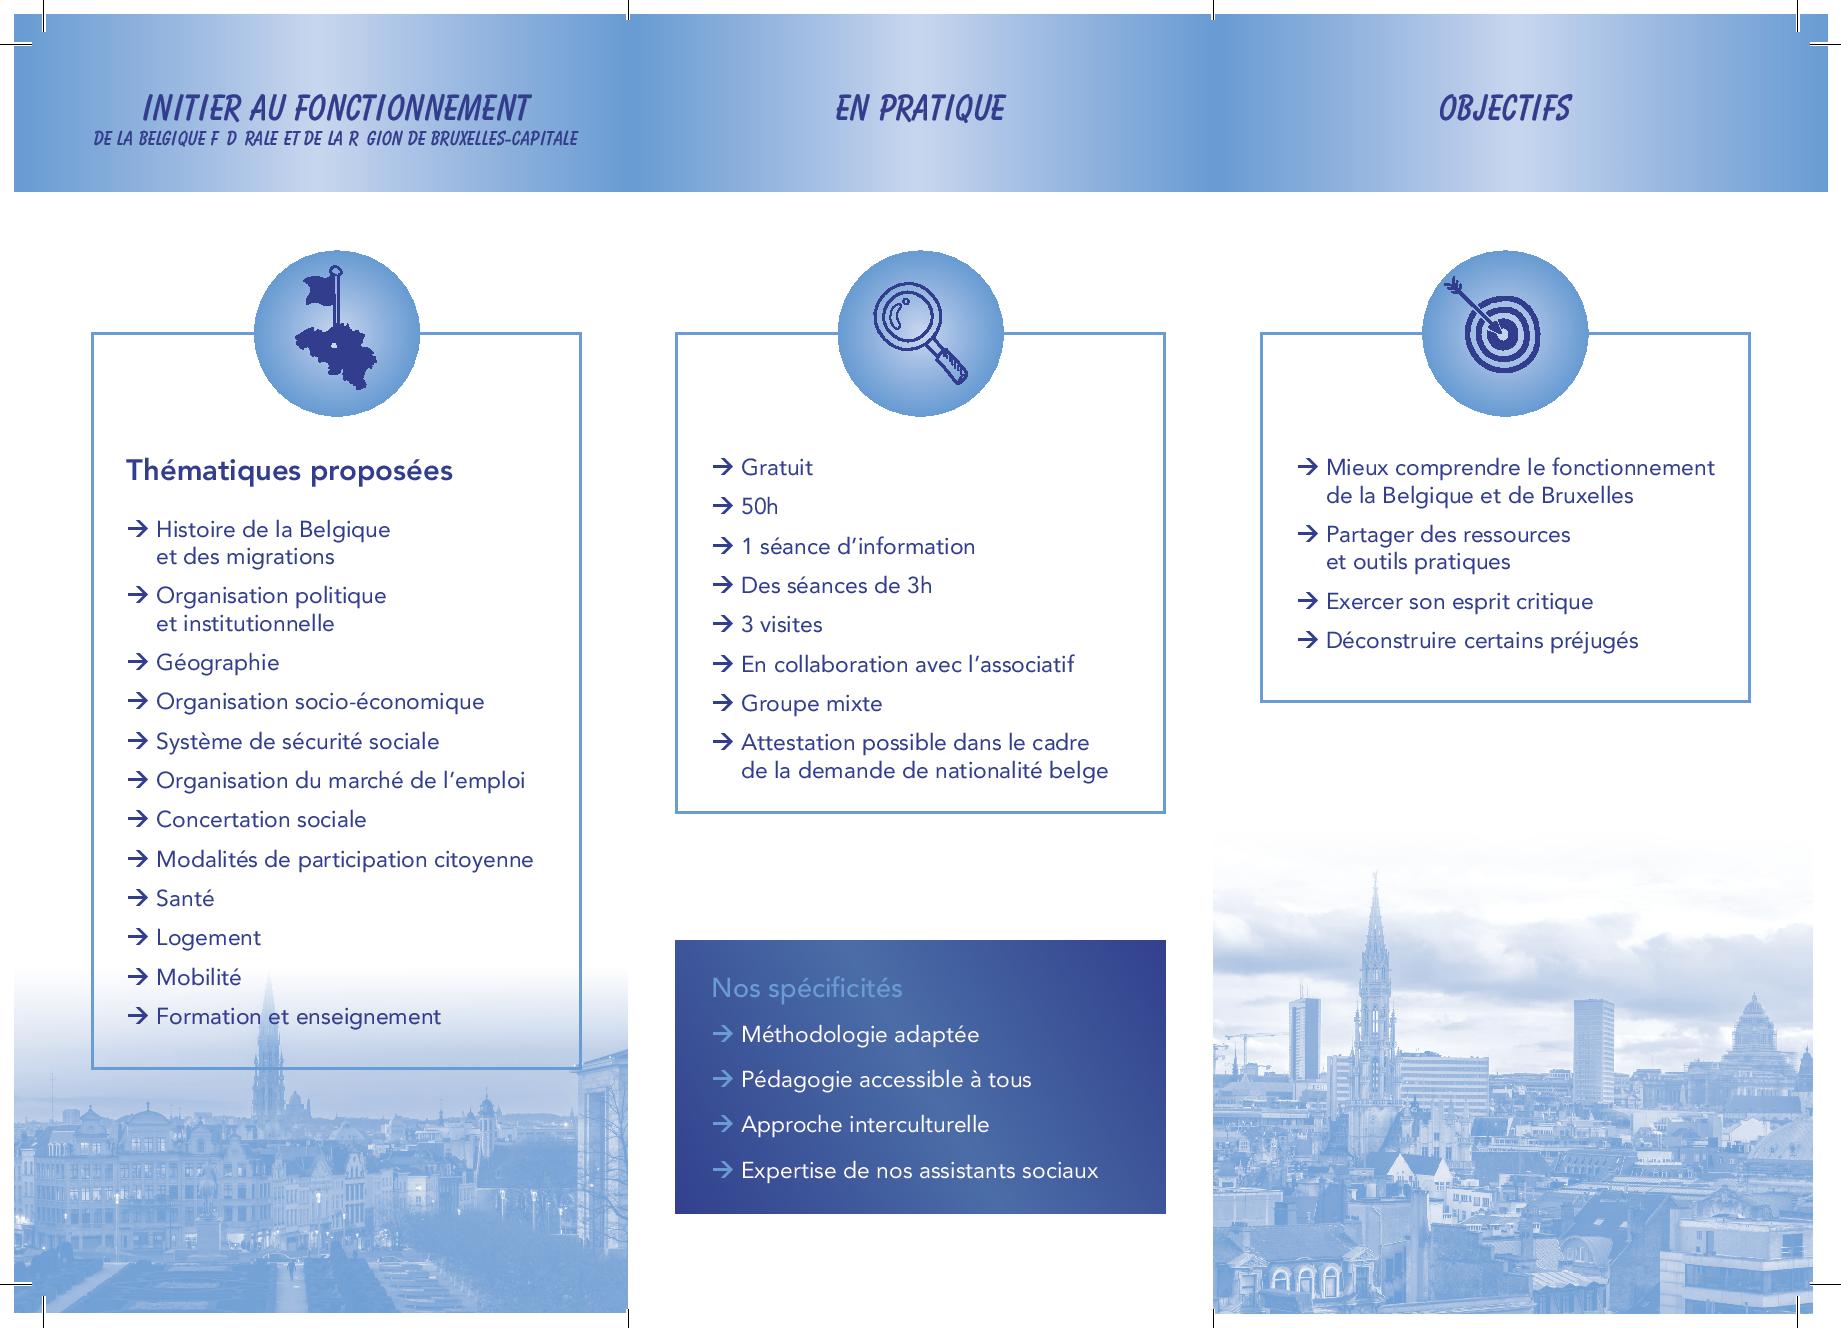 INITIER AU FONCTIONNEMENT
DE LA BELGIQUE F D RALE ET DE LA R GION DE BRUXELLES-CAPITALE
Thématiques proposées
→ Histoire de la Belgique
et des migrations
→ Organisation politique
et institutionnelle
→ Géographie
→ Organisation socio-économique
→ Système de sécurité sociale
→ Organisation du marché de l’emploi
→ Concertation sociale
→ Modalités de participation citoyenne
→ Santé
→ Logement
→ Mobilité
→ Formation et enseignement
EN PRATIQUE
→ Gratuit
→ 50h
→ 1 séance d’information
→ Des séances de 3h
→ 3 visites
→ En collaboration avec l’associatif
→ Groupe mixte
→ Attestation possible dans le cadre
de la demande de nationalité belge
Nos spécificités
→ Méthodologie adaptée
→ Pédagogie accessible à tous
→ Approche interculturelle
→ Expertise de nos assistants sociaux
OBJECTIFS
→ Mieux comprendre le fonctionnement
de la Belgique et de Bruxelles
→ Partager des ressources
et outils pratiques
→ Exercer son esprit critique
→ Déconstruire certains préjugés